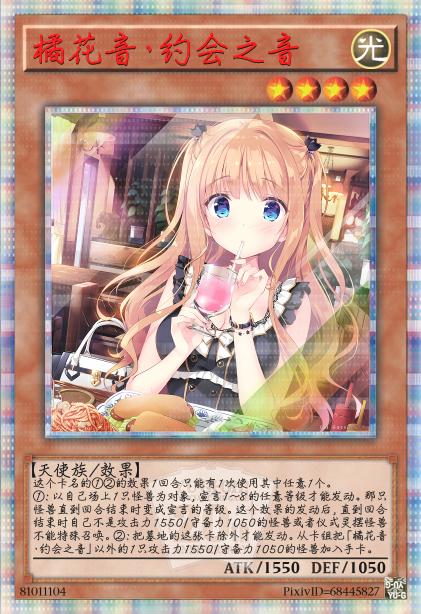 橘花音·约会之音
光
【天使族/效果】
这个卡名的①②的效果1回合只能有1次使用其中任意1个。
①：以自己场上1只怪兽为对象，宣言1~8的任意等级才能发动。那只
怪兽直到回合结束时变成宣言的等级。这个效果的发动后，直到回合
结束时自己不是攻击力1550/守备力1050的怪兽或者仪式灵摆怪兽
不能特殊召唤。②：把墓地的这张卡除外才能发动。从卡组把「橘花音
·约会之音」以外的1只攻击力1550/守备力1050的怪兽加入手卡。
ATK/1550 DEF/1050
81011104
PixivID=68445827